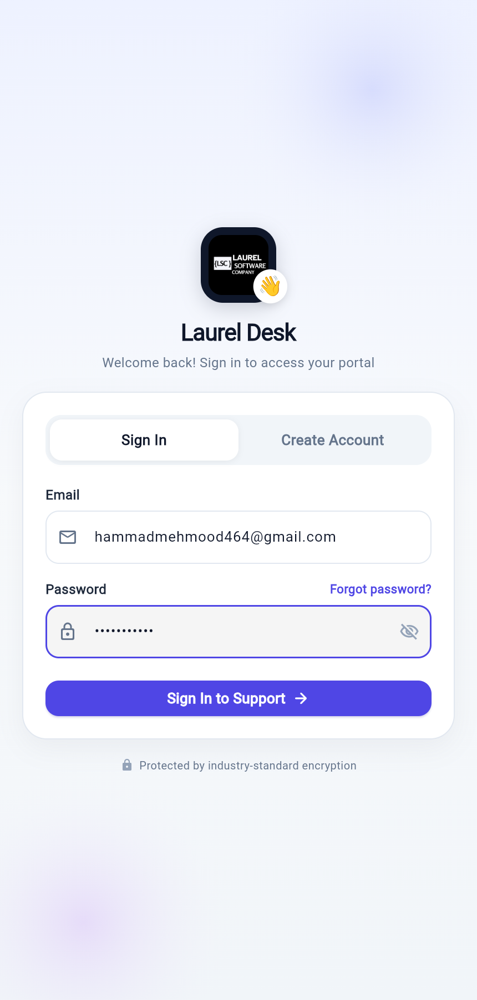 {LSC}
LAUREL
SOFTWARE
COMPANY
Laurel Desk
Welcome back! Sign in to access your portal
Sign In
Create Account
Email
hammadmehmood464@gmail.com
Password
Forgot password?
•••••••••••
Sign In to Support →
Protected by industry-standard encryption